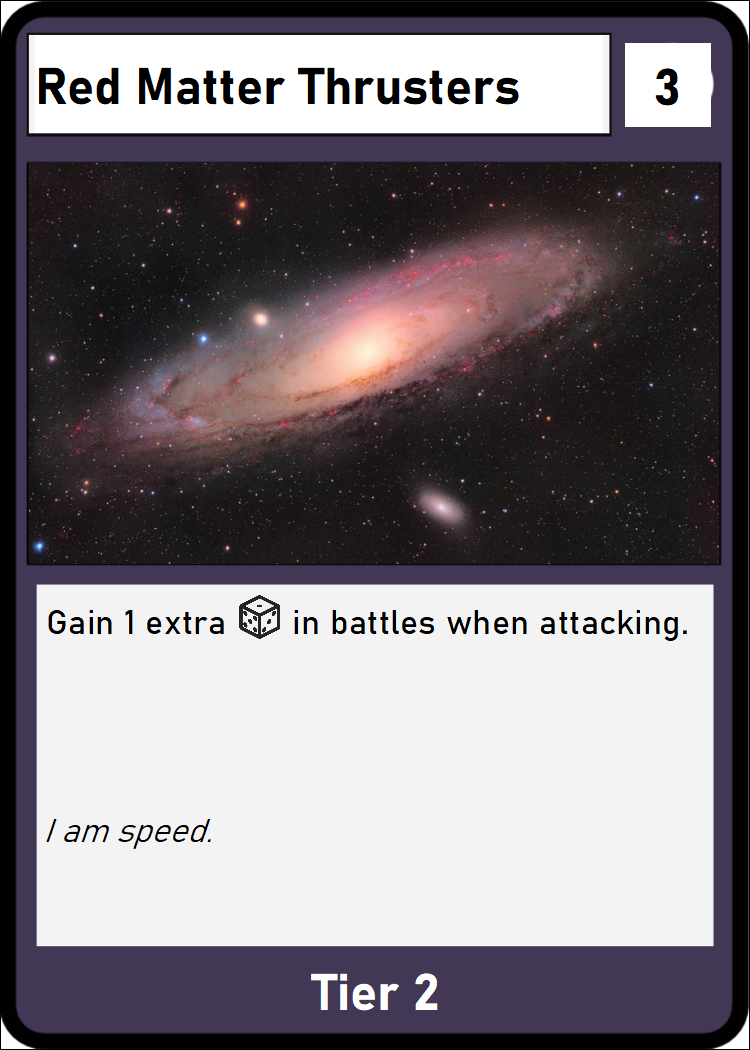 Red Matter Thrusters
3
Gain 1 extra in battles when attacking.
I am speed.
Tier 2